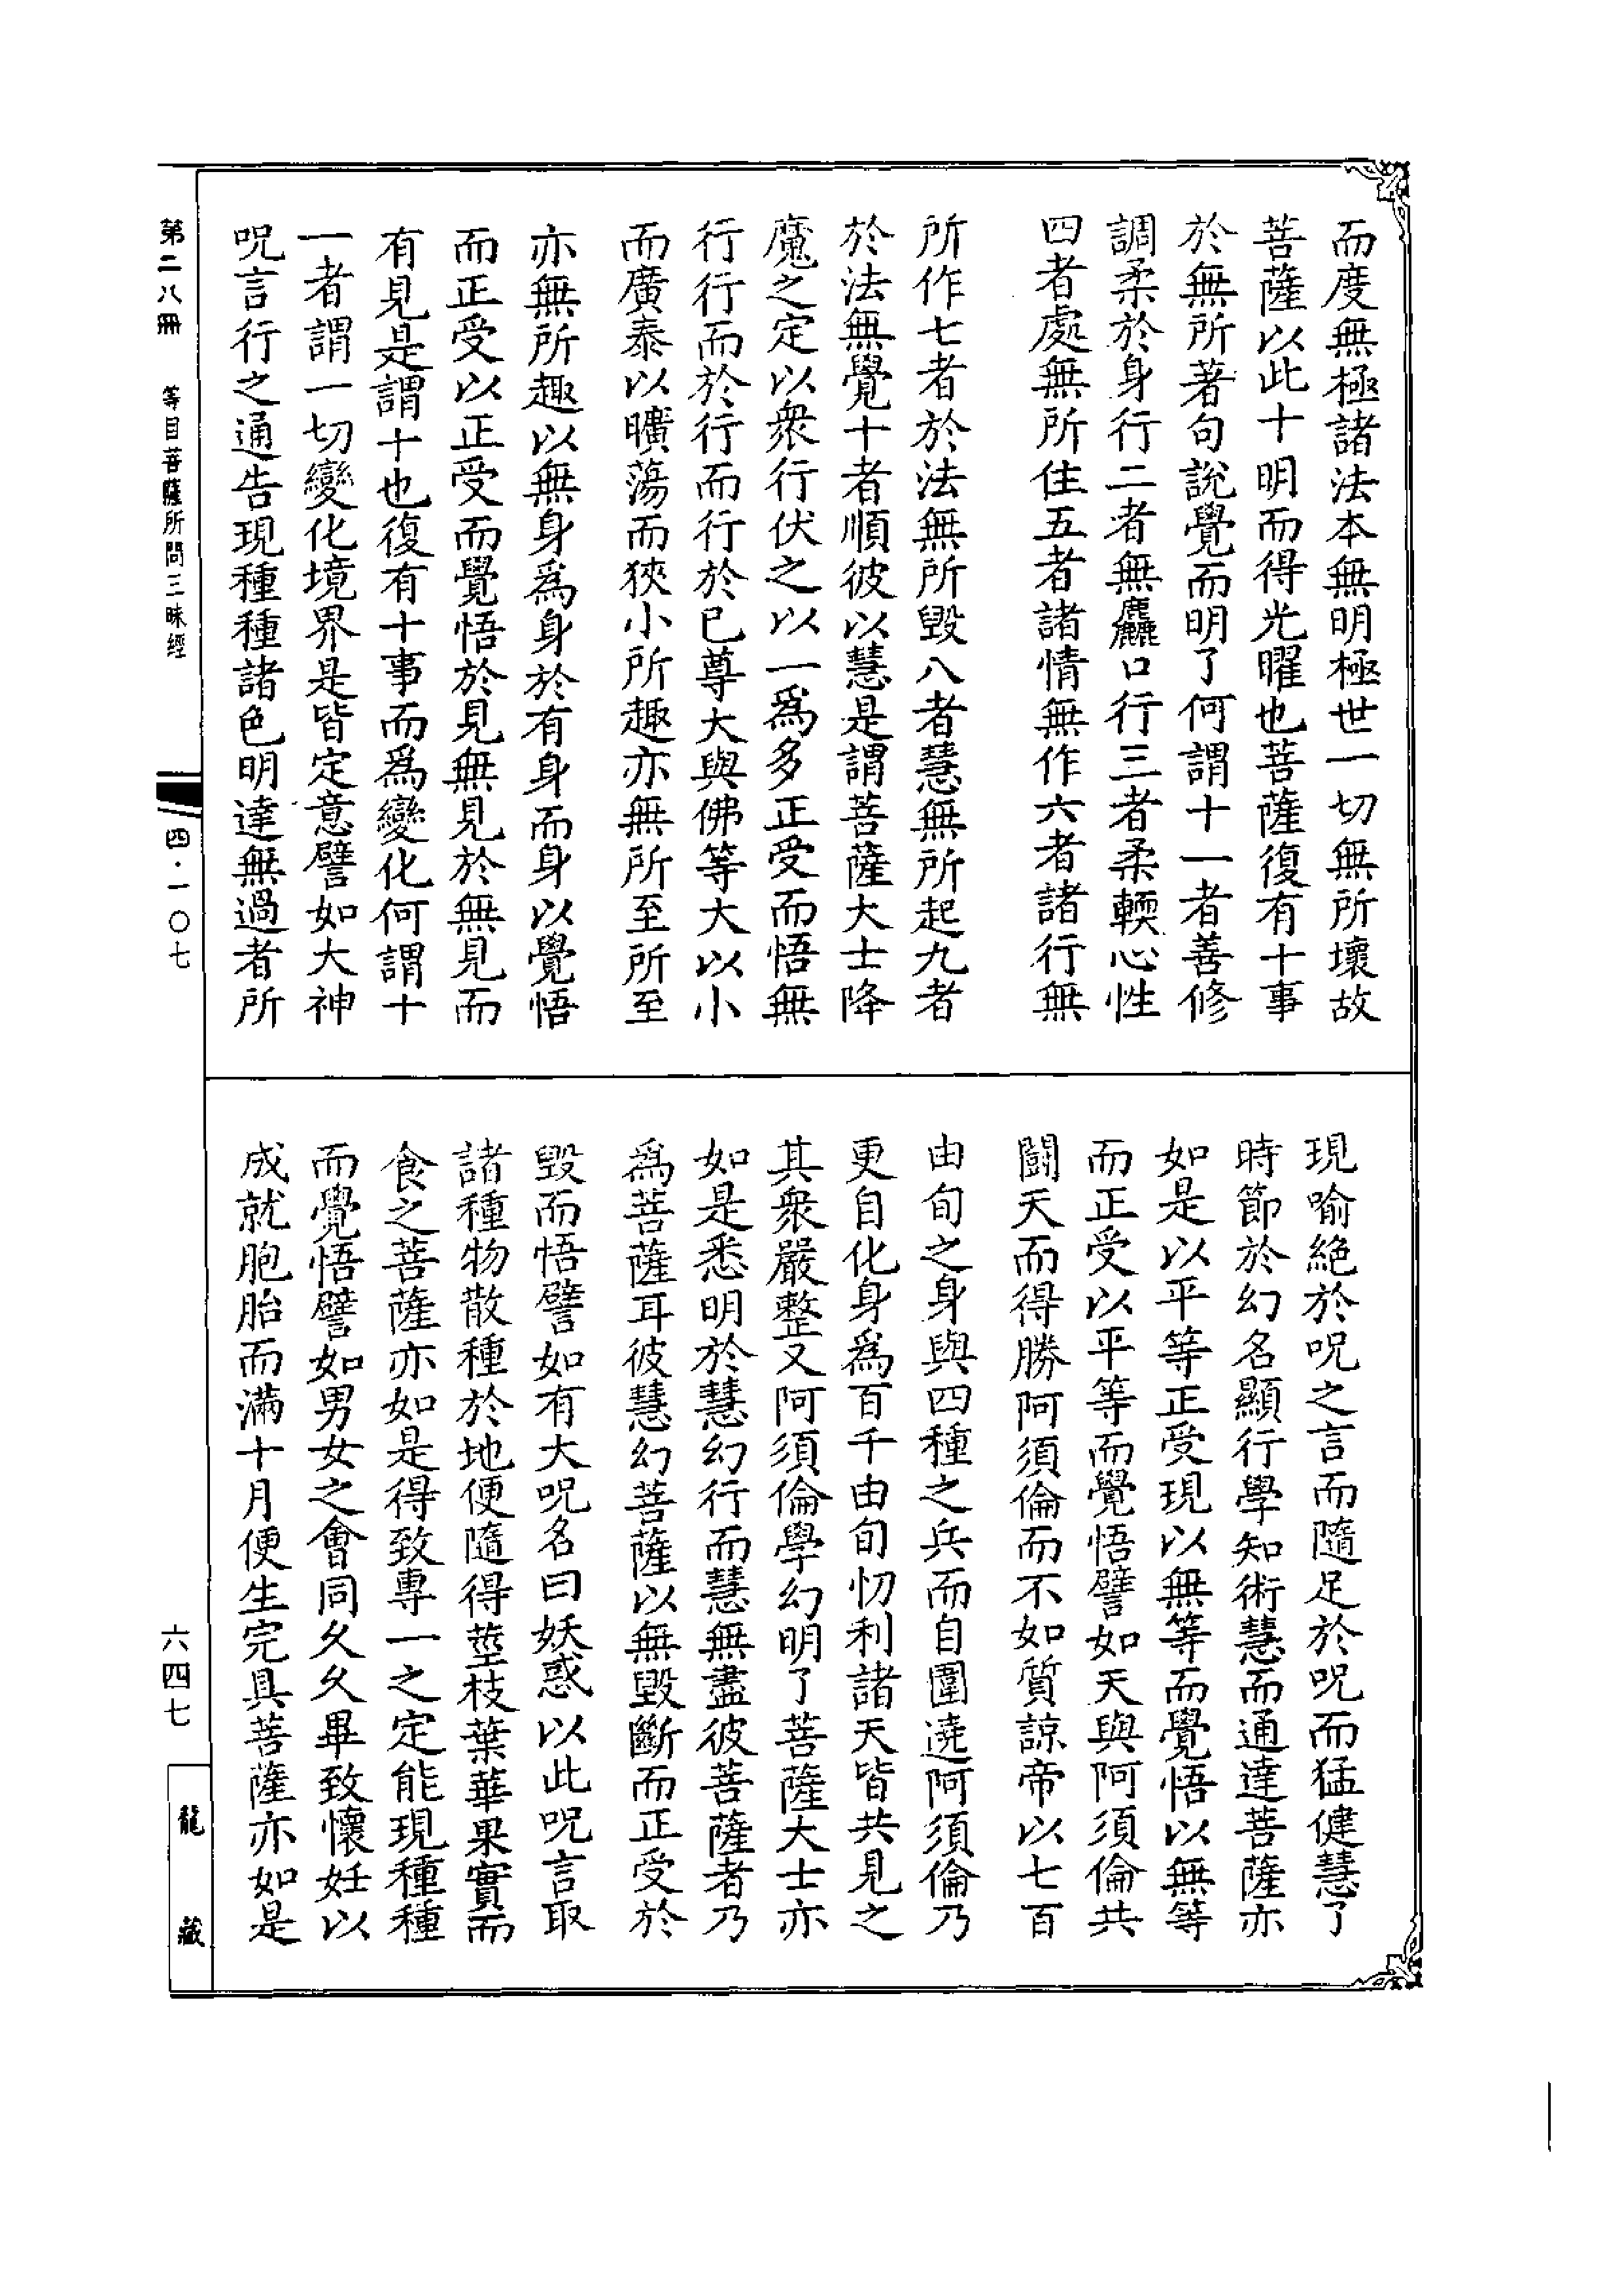 而度無極諸法本無明極世一切無所壞故
菩薩以此十明而得光曜也菩薩復有十事
於無所著句說覺而明了何謂十一者善修
調柔於身行二者無麤口行三者柔輭心性
四者處無所住五者諸情無作六者諸行無
所作七者於法無所毀八者慧無所起九者
於法無覺十者順彼以慧是謂菩薩大士降
魔之定以衆行伏之以一爲多正受而悟無
行行而於行而行於已尊大與佛等大以小
而廣泰以曠蕩而狹小所趣亦無所至所至
亦無所趣以無身爲身於有身而身以覺悟
而正受以正受而覺悟於見無見於無見而
有見是謂十也復有十事而爲變化何謂十
一者謂一切變化境界是皆定意譬如大神
呪言行之通告現種種諸色明達無過者所
現喻絕於呪之言而隨足於呪而猛健慧了
時節於幻名顯行學知術慧而通達菩薩亦
如是以平等正受現以無等而覺悟以無等
而正受以平等而覺悟譬如天與阿須倫共
鬪天而得勝阿須倫而不如質諒帝以七百
由旬之身與四種之兵而自圍遶阿須倫乃
更自化身爲百千由旬忉利諸天皆共見之
其衆嚴整又阿須倫學幻明了菩薩大士亦
如是悉明於慧幻行而慧無盡彼菩薩者乃
爲菩薩耳彼慧幻菩薩以無毀斷而正受於
毀而悟譬如有大呪名曰妖惑以此呪言取
諸種物散種於地便隨得莖枝葉華果實而
食之菩薩亦如是得致專一之定能現種種
而覺悟譬如男女之會同久久畢致懷妊以
成就胞胎而滿十月便生完具菩薩亦如是
第二八冊
等目菩薩所問三昧經
四·一〇七
六四七
龍藏